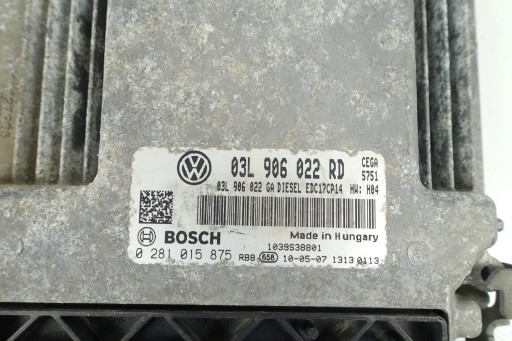 03L 906 022 RD
CEGA
5751
03L 906 022 GA DIESEL EDC17CP14 HW: H04
BOSCH
Made in Hungary
1039S38801
0 281 015 875 RB8 658 10-05-07 1313 0113